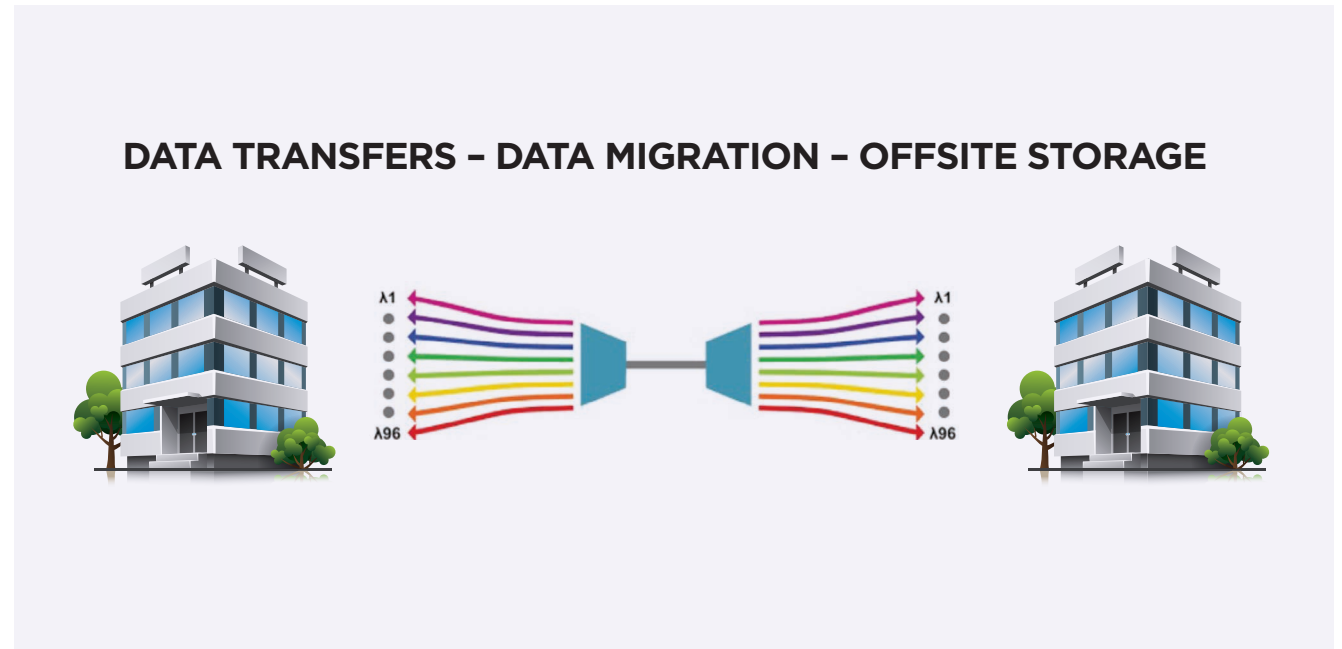 DATA TRANSFERS – DATA MIGRATION – OFFSITE STORAGE
λ1
λ1
λ96
λ96